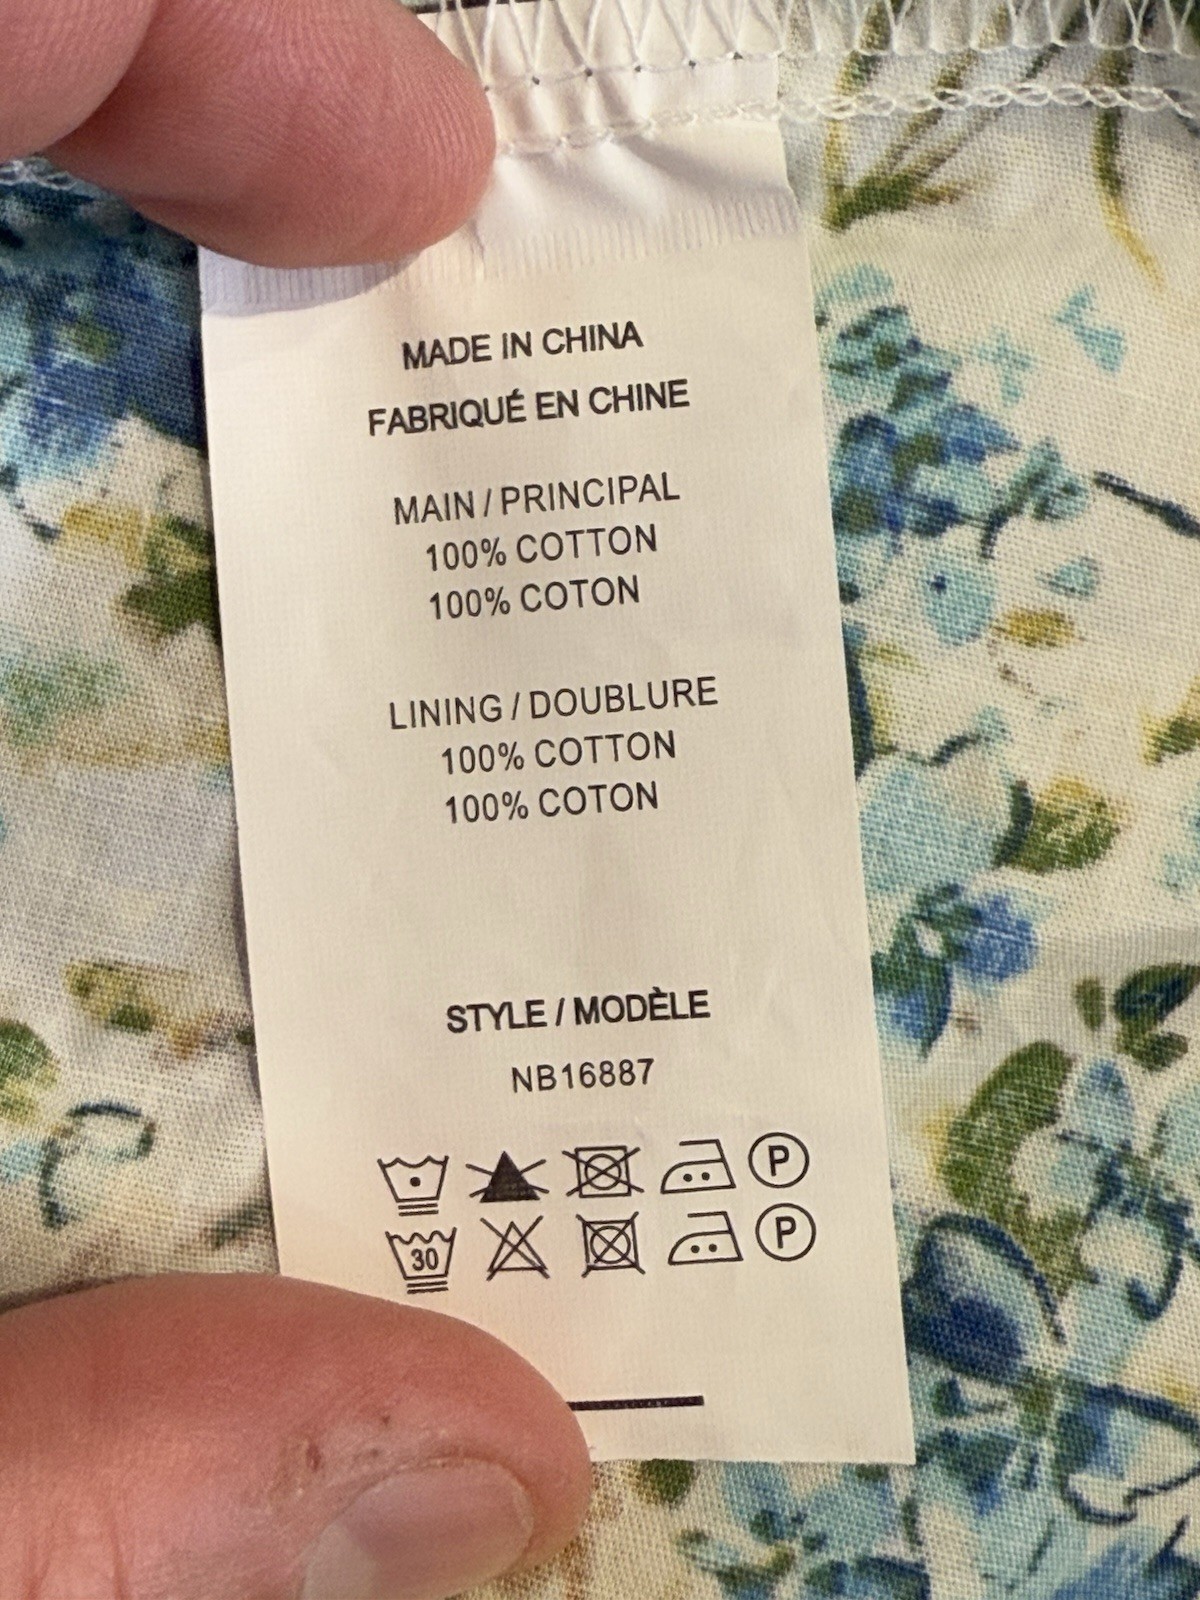 MADE IN CHINA
FABRIQUÉ EN CHINE
MAIN / PRINCIPAL
100% COTTON
100% COTON
LINING / DOUBLURE
100% COTTON
100% COTON
STYLE / MODÈLE
NB16887
P
30 P